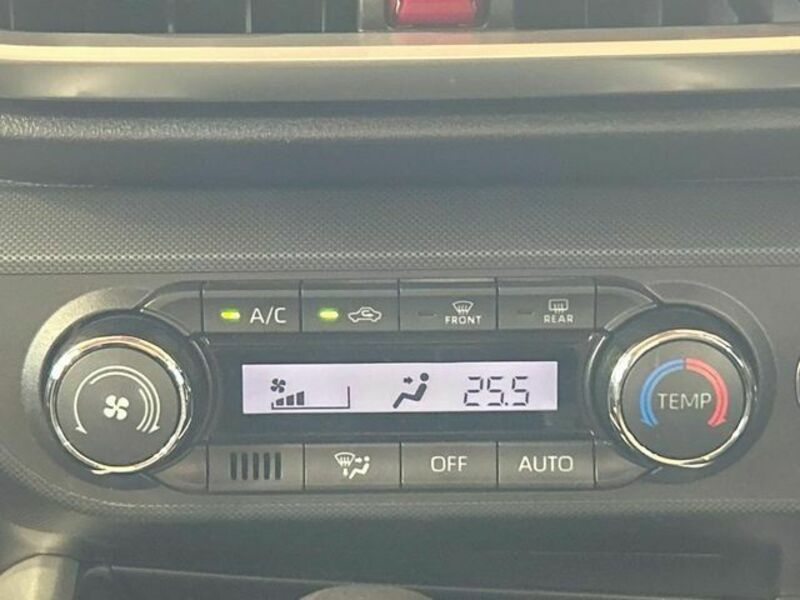 A/C
FRONT
REAR
25.5
TEMP
OFF
AUTO